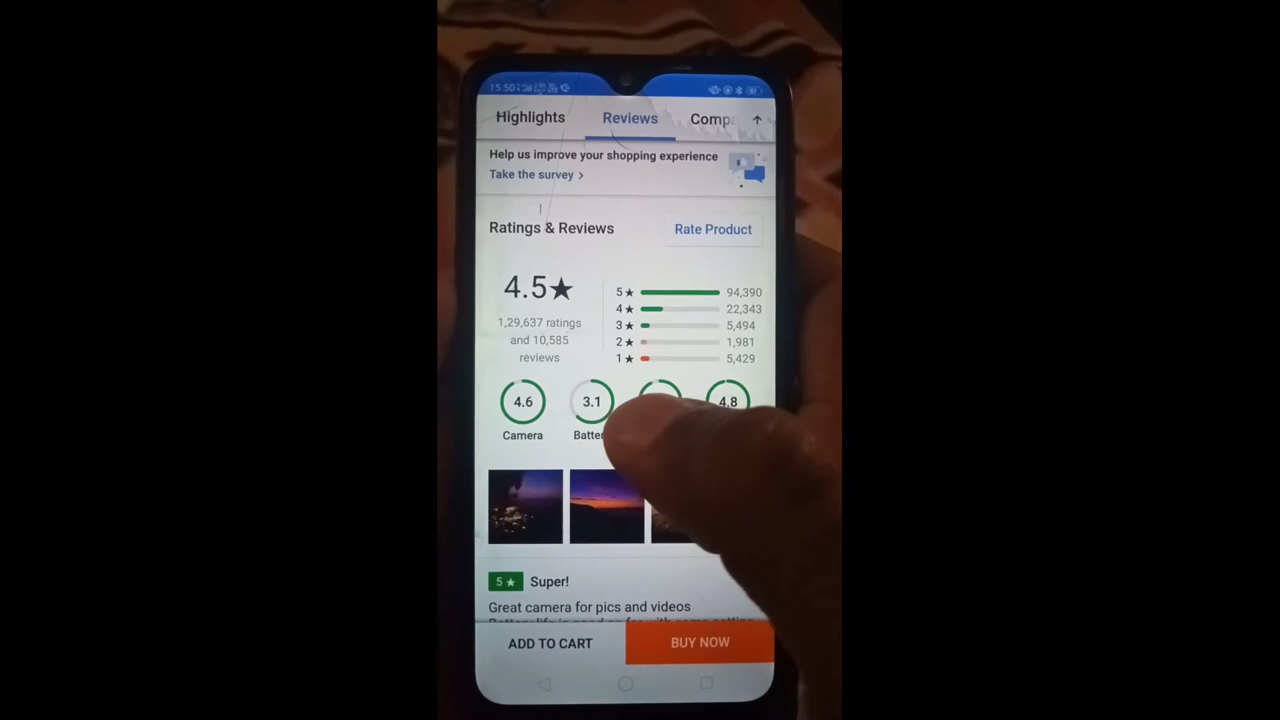 15:50
Highlights Reviews Comp
Help us improve your shopping experience
Take the survey >
Ratings & Reviews Rate Product
4.5★
1,29,637 ratings
and 10,585
reviews
5★ 94,390
4★ 22,343
3★ 5,494
2★ 1,981
1★ 5,429
4.6 3.1 4.8
Camera Batte
5★ Super!
Great camera for pics and videos
ADD TO CART BUY NOW